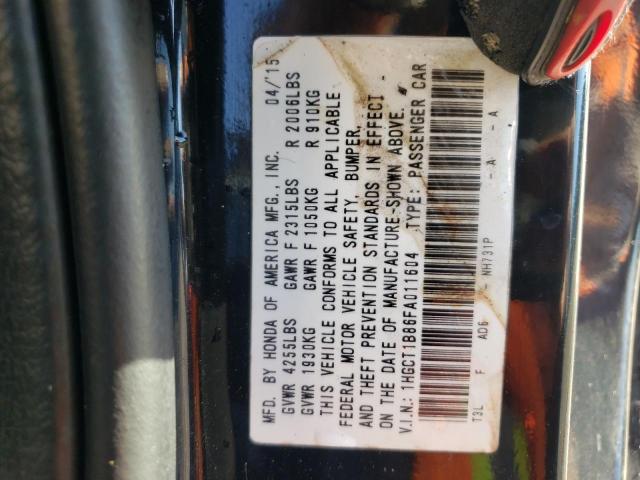 MFD. BY HONDA OF AMERICA MFG., INC. 04/'15
GVWR 4255LBS GAWR F 2315LBS R 2006LBS
GVWR 1930KG GAWR F 1050KG R 910KG
THIS VEHICLE CONFORMS TO ALL APPLICABLE
FEDERAL MOTOR VEHICLE SAFETY, BUMPER,
AND THEFT PREVENTION STANDARDS IN EFFECT
ON THE DATE OF MANUFACTURE SHOWN ABOVE.
V.I.N.: 1HGCT1B86FA011604 TYPE: PASSENGER CAR
T3L F AD6 - NH731P - A - A